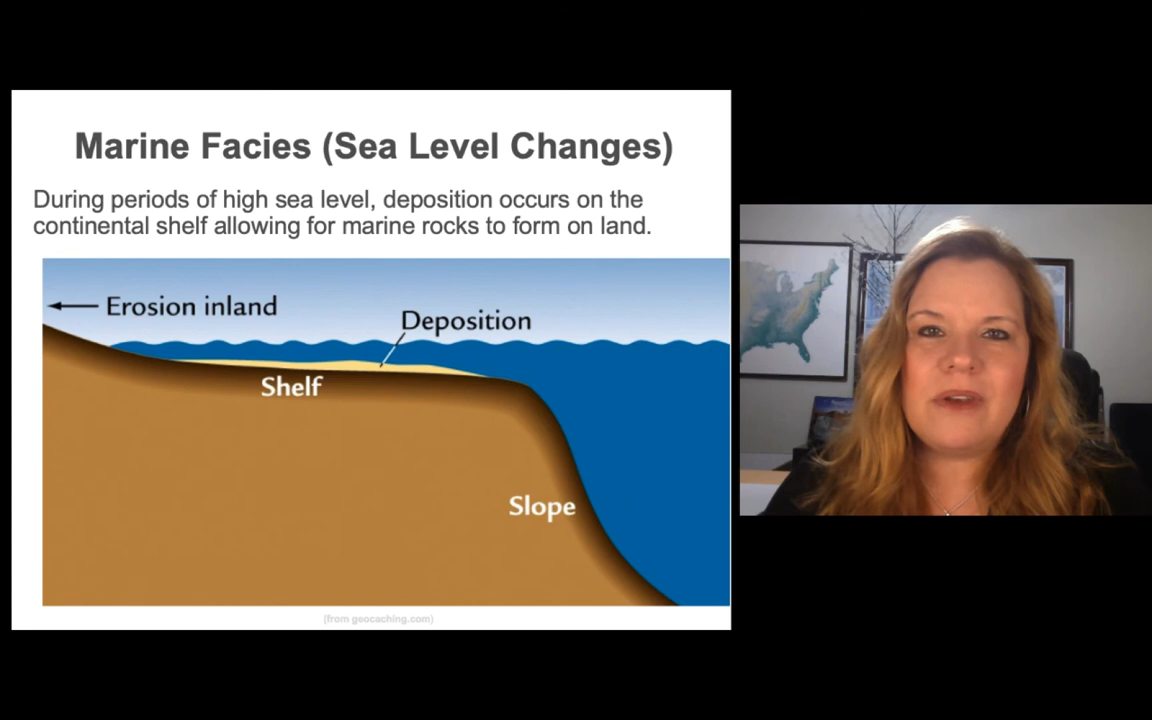 Marine Facies (Sea Level Changes)
During periods of high sea level, deposition occurs on the
continental shelf allowing for marine rocks to form on land.
Erosion inland
Deposition
Shelf
Slope
(from geocaching.com)